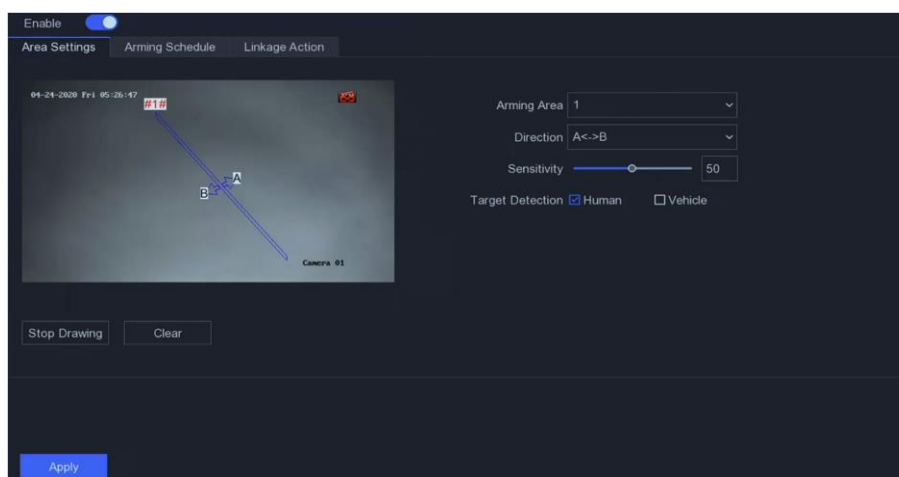 Enable
Area Settings Arming Schedule Linkage Action
04-24-2020 Fri 05:26:47
#1#
A
B
Camera 01
Arming Area 1
Direction A<->B
Sensitivity 50
Target Detection Human Vehicle
Stop Drawing Clear
Apply